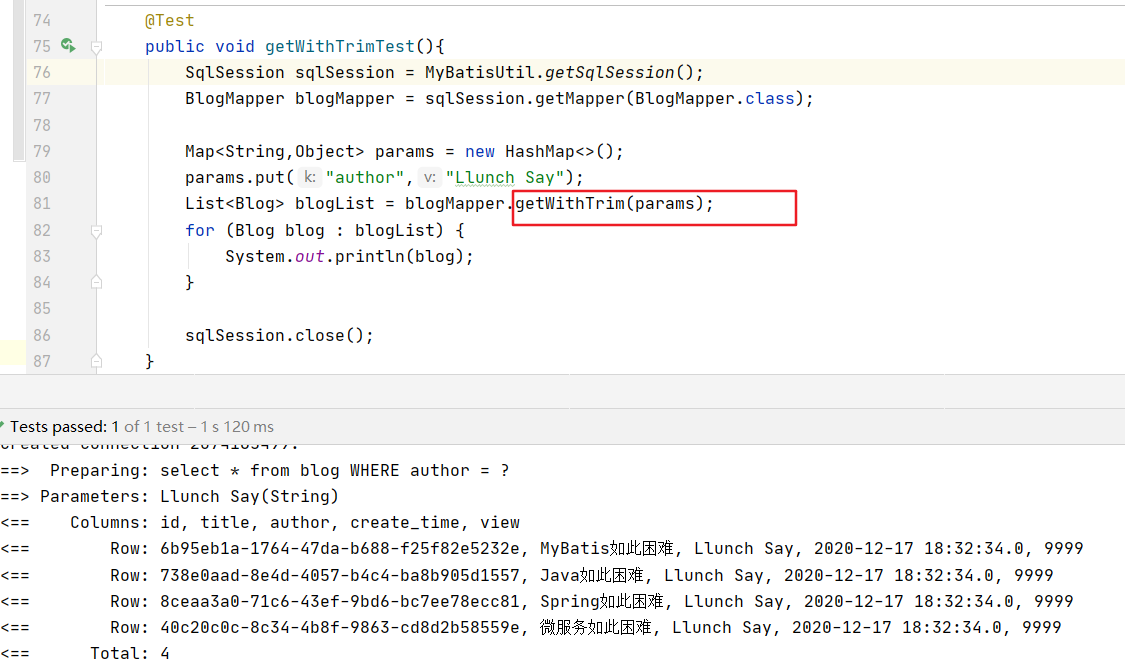 74 @Test
75 public void getWithTrimTest(){
76 SqlSession sqlSession = MyBatisUtil.getSqlSession();
77 BlogMapper blogMapper = sqlSession.getMapper(BlogMapper.class);
78
79 Map<String,Object> params = new HashMap<>();
80 params.put( k: "author", v: "Llunch Say");
81 List<Blog> blogList = blogMapper.getWithTrim(params);
82 for (Blog blog : blogList) {
83 System.out.println(blog);
84 }
85
86 sqlSession.close();
87 }
Tests passed: 1 of 1 test – 1 s 120 ms
==>  Preparing: select * from blog WHERE author = ?
==> Parameters: Llunch Say(String)
<==    Columns: id, title, author, create_time, view
<==        Row: 6b95eb1a-1764-47da-b688-f25f82e5232e, MyBatis如此困难, Llunch Say, 2020-12-17 18:32:34.0, 9999
<==        Row: 738e0aad-8e4d-4057-b4c4-ba8b905d1557, Java如此困难, Llunch Say, 2020-12-17 18:32:34.0, 9999
<==        Row: 8ceaa3a0-71c6-43ef-9bd6-bc7ee78ecc81, Spring如此困难, Llunch Say, 2020-12-17 18:32:34.0, 9999
<==        Row: 40c20c0c-8c34-4b8f-9863-cd8d2b58559e, 微服务如此困难, Llunch Say, 2020-12-17 18:32:34.0, 9999
<==      Total: 4